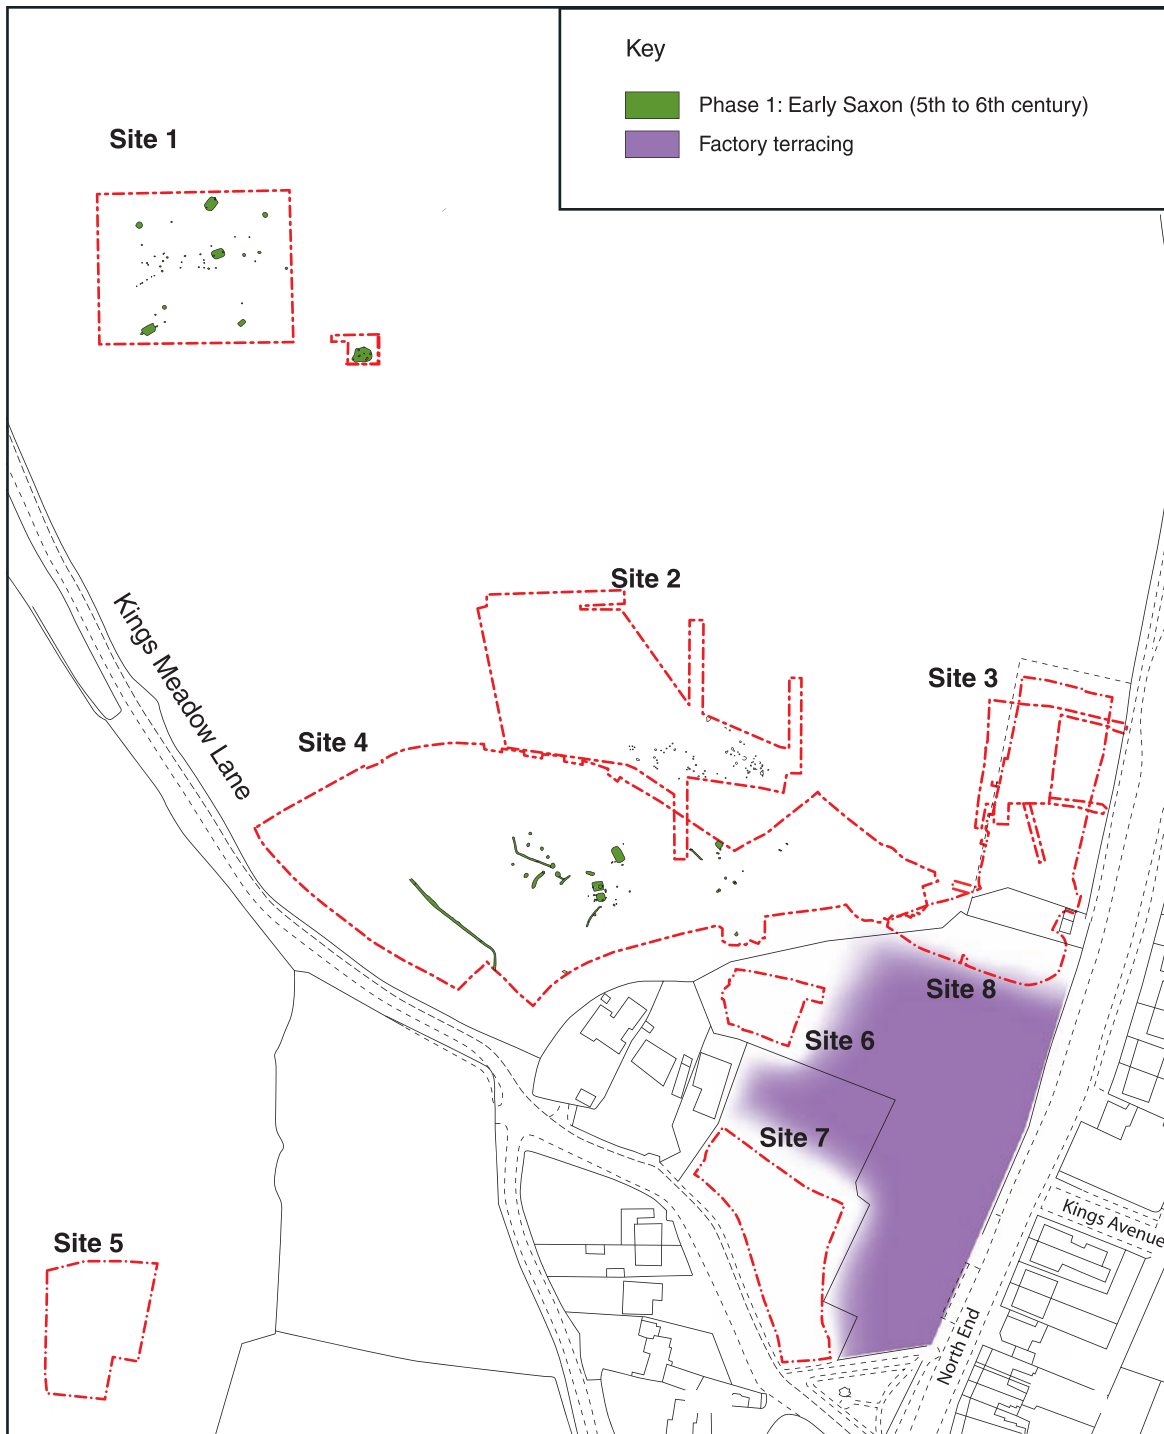 Key
Phase 1: Early Saxon (5th to 6th century)
Factory terracing
Site 1
Site 2
Kings Meadow Lane
Site 3
Site 4
Site 8
Site 6
Site 7
Kings Avenue
Site 5
North End